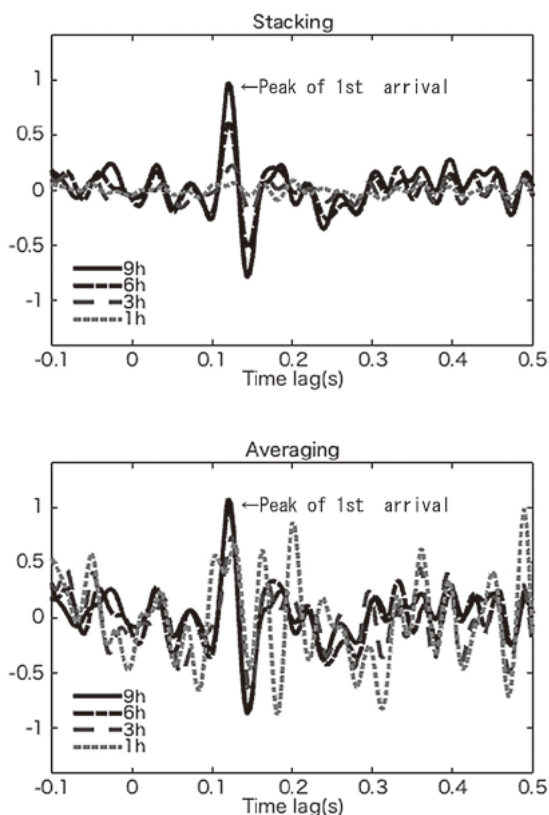 Stacking
1
0.5
0
-0.5
-1
←Peak of 1st arrival
9h
6h
3h
1h
-0.1 0 0.1 0.2 0.3 0.4 0.5
Time lag(s)
Averaging
1
0.5
0
-0.5
-1
←Peak of 1st arrival
9h
6h
3h
1h
-0.1 0 0.1 0.2 0.3 0.4 0.5
Time lag(s)